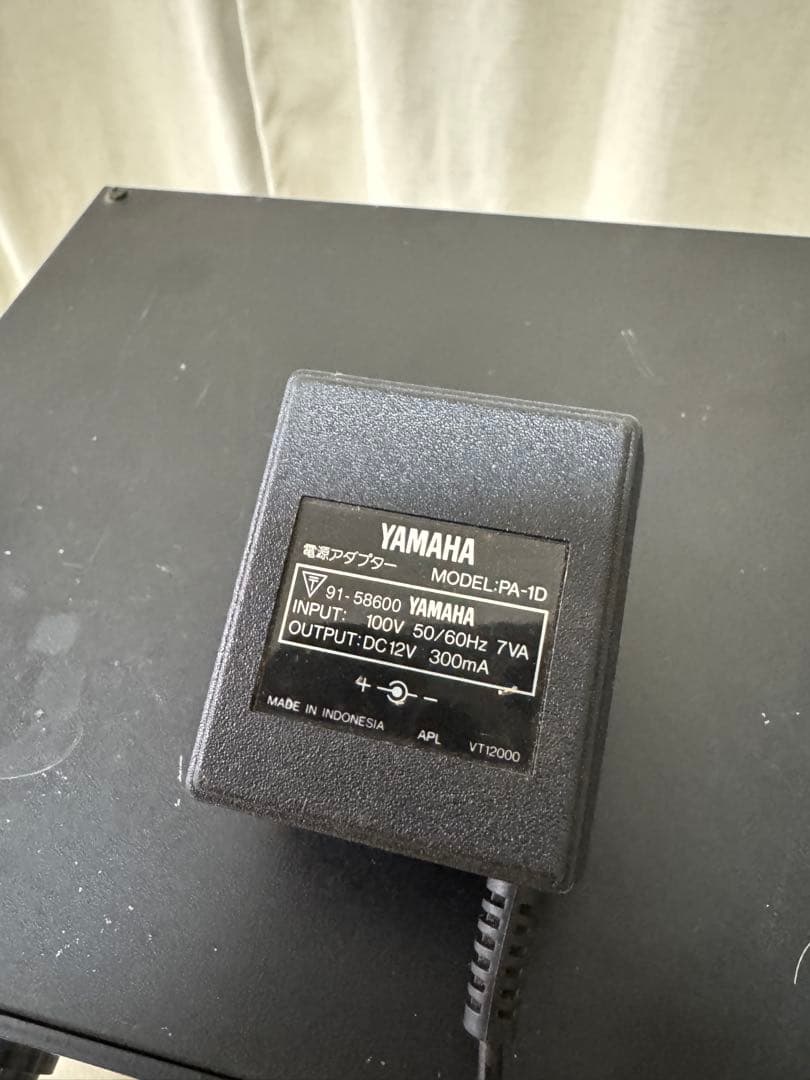 YAMAHA
電源アダプター MODEL:PA-1D
T 91-58600 YAMAHA
INPUT: 100V 50/60Hz 7VA
OUTPUT:DC12V 300mA
+ -
MADE IN INDONESIA APL VT12000